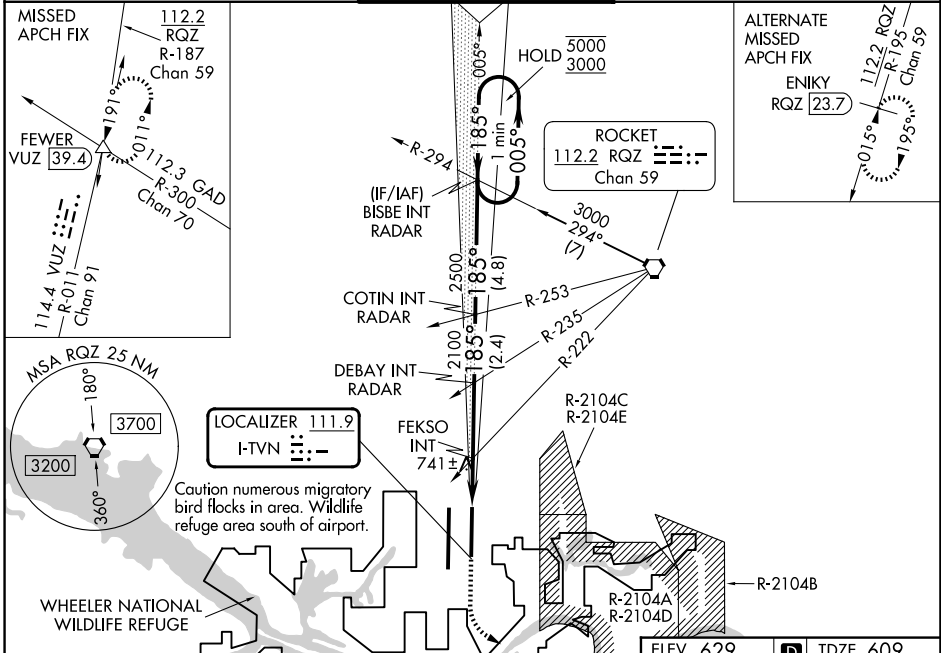 MISSED
APCH FIX
112.2
RQZ
R-187
Chan 59
191°
011°
FEWER
VUZ 39.4
112.3 GAD
R-300
Chan 70
114.4 VUZ
R-011
Chan 91
005°
HOLD 5000
3000
185°
1 min
005°
R-294
(IF/IAF)
BISBE INT
RADAR
ROCKET
112.2 RQZ
Chan 59
3000
294°
(7)
ALTERNATE
MISSED
APCH FIX
112.2 RQZ
R-195
Chan 59
ENIKY
RQZ 23.7
015°
195°
2500
185°
(4.8)
COTIN INT
RADAR
R-253
R-235
R-222
2100
185°
(2.4)
DEBAY INT
RADAR
FEKSO
INT
741±
MSA RQZ 25 NM
180°
3700
3200
360°
LOCALIZER 111.9
I-TVN
Caution numerous migratory
bird flocks in area. Wildlife
refuge area south of airport.
WHEELER NATIONAL
WILDLIFE REFUGE
R-2104C
R-2104E
R-2104B
R-2104A
R-2104D
ELEV 629
D
TDZE 609